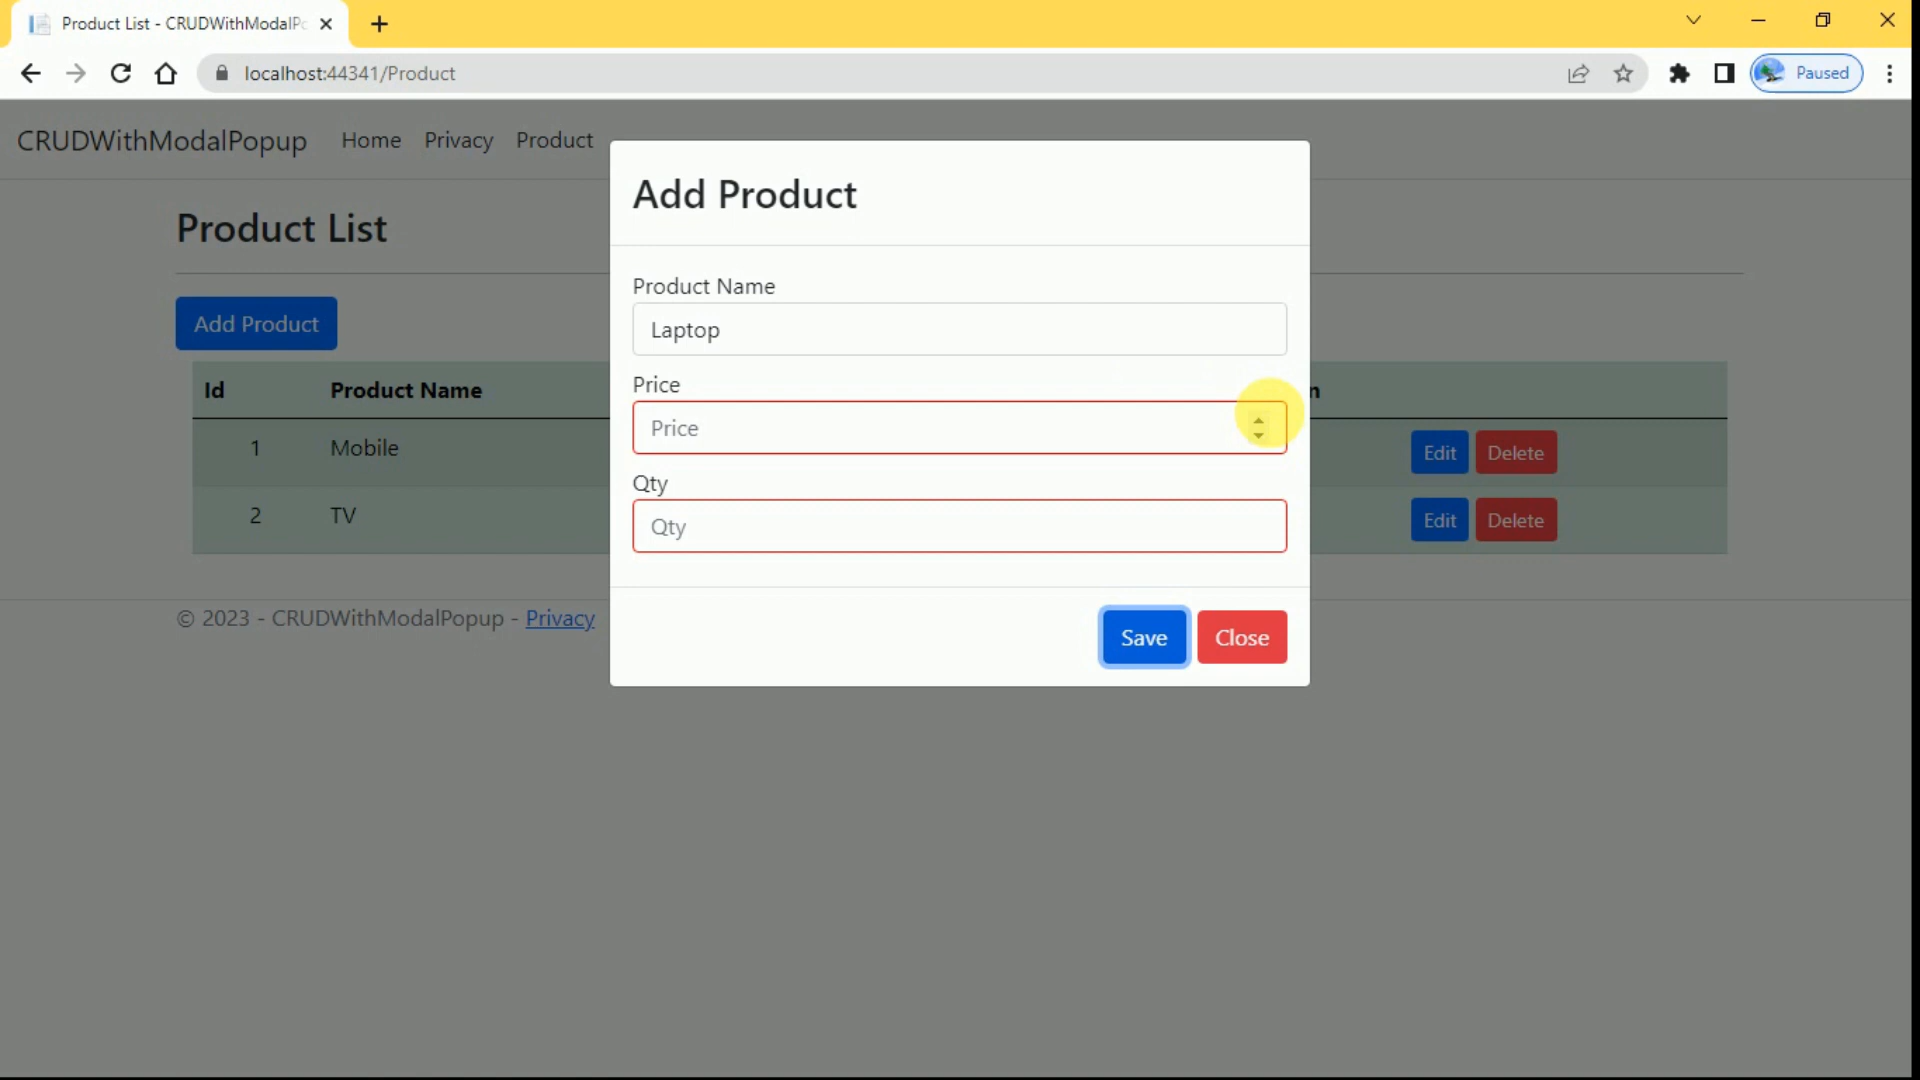 Product List - CRUDWithModalPo
localhost:44341/Product
Paused
CRUDWithModalPopup Home Privacy Product
Add Product
Product List
Product Name
Laptop
Add Product
Price
Id Product Name n
Price
1 Mobile Edit Delete
Qty
Qty
2 TV Edit Delete
© 2023 - CRUDWithModalPopup - Privacy
Save Close